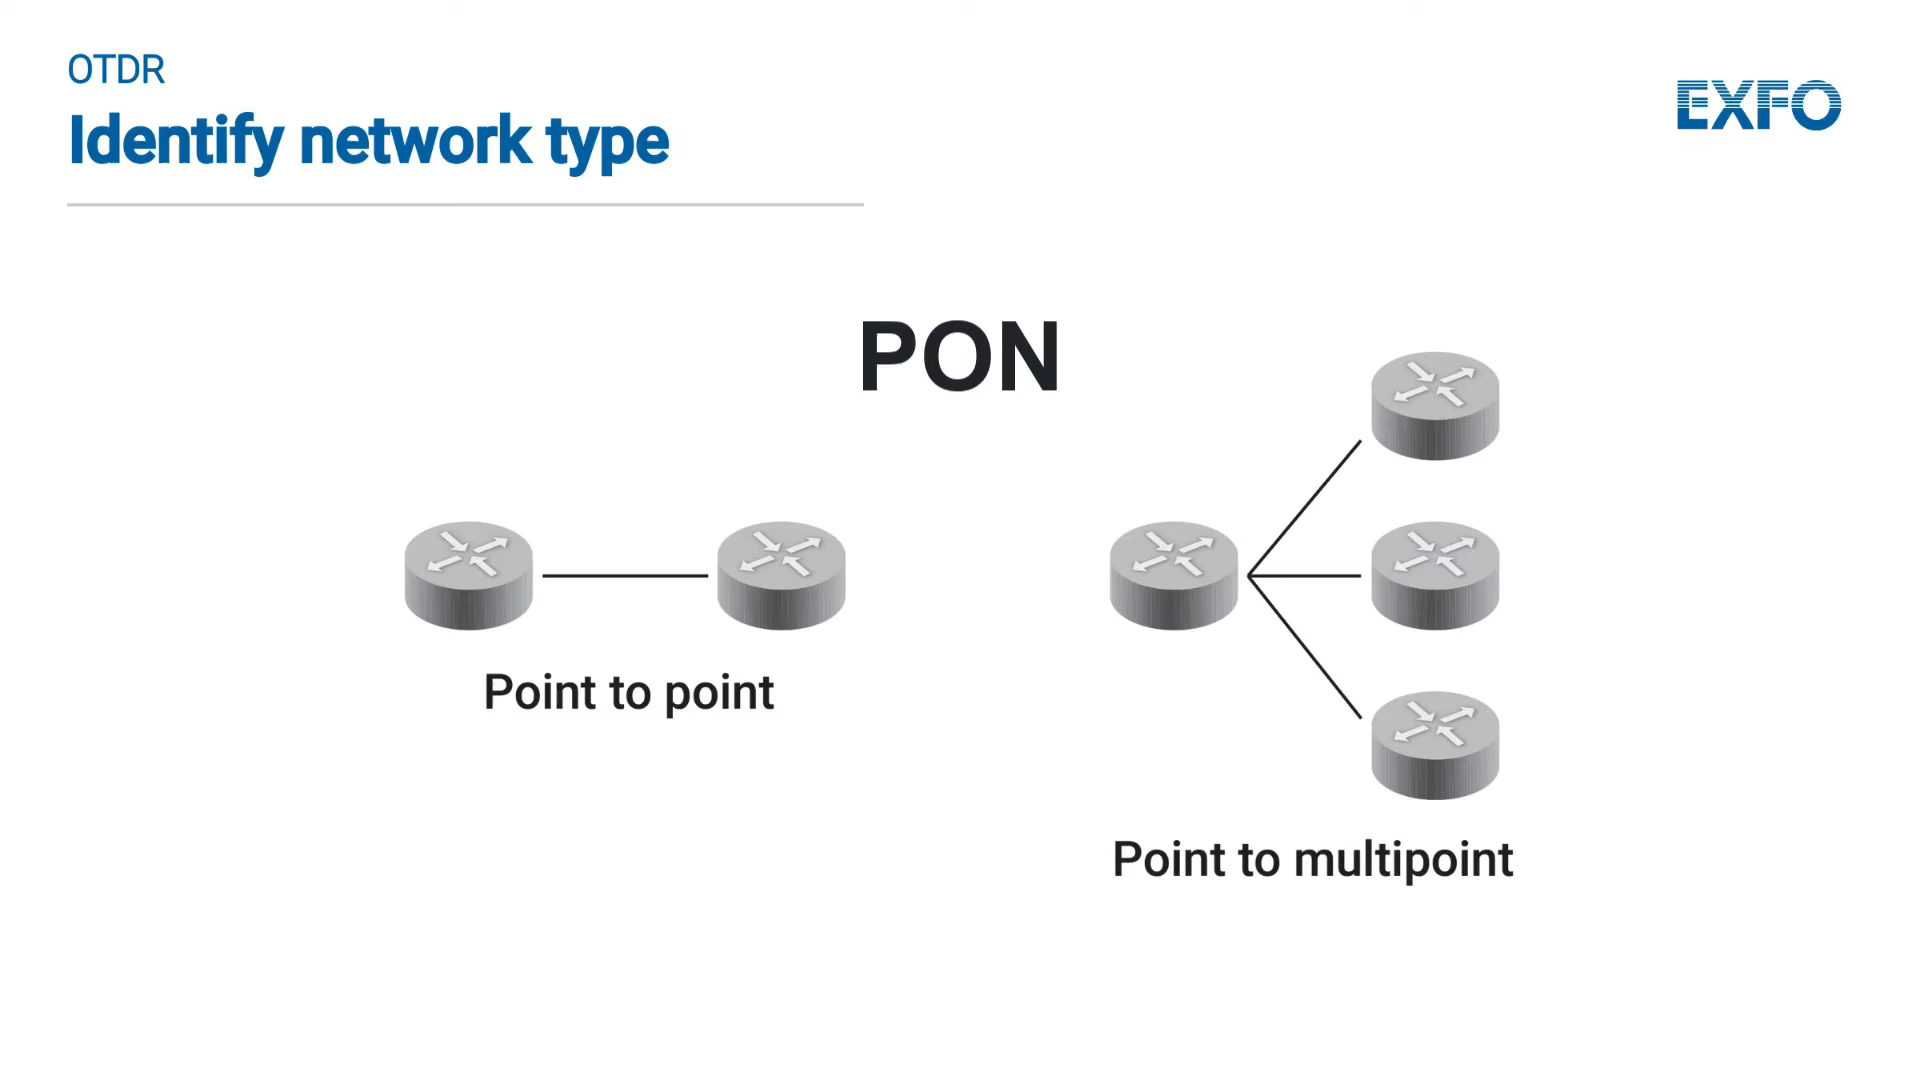 OTDR
Identify network type
EXFO
PON
Point to point
Point to multipoint